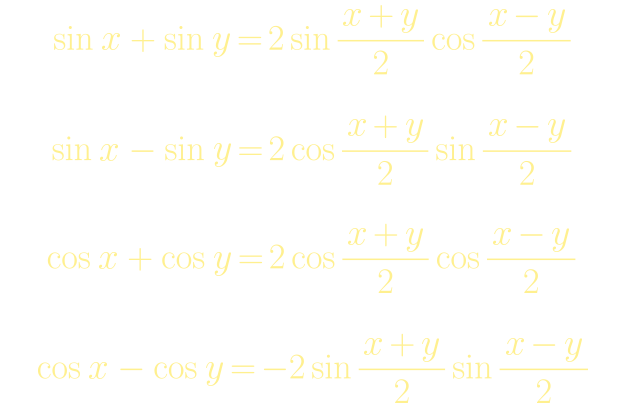 sin x + sin y = 2 sin \frac{x + y}{2} cos \frac{x − y}{2}
sin x − sin y = 2 cos \frac{x + y}{2} sin \frac{x − y}{2}
cos x + cos y = 2 cos \frac{x + y}{2} cos \frac{x − y}{2}
cos x − cos y = −2 sin \frac{x + y}{2} sin \frac{x − y}{2}